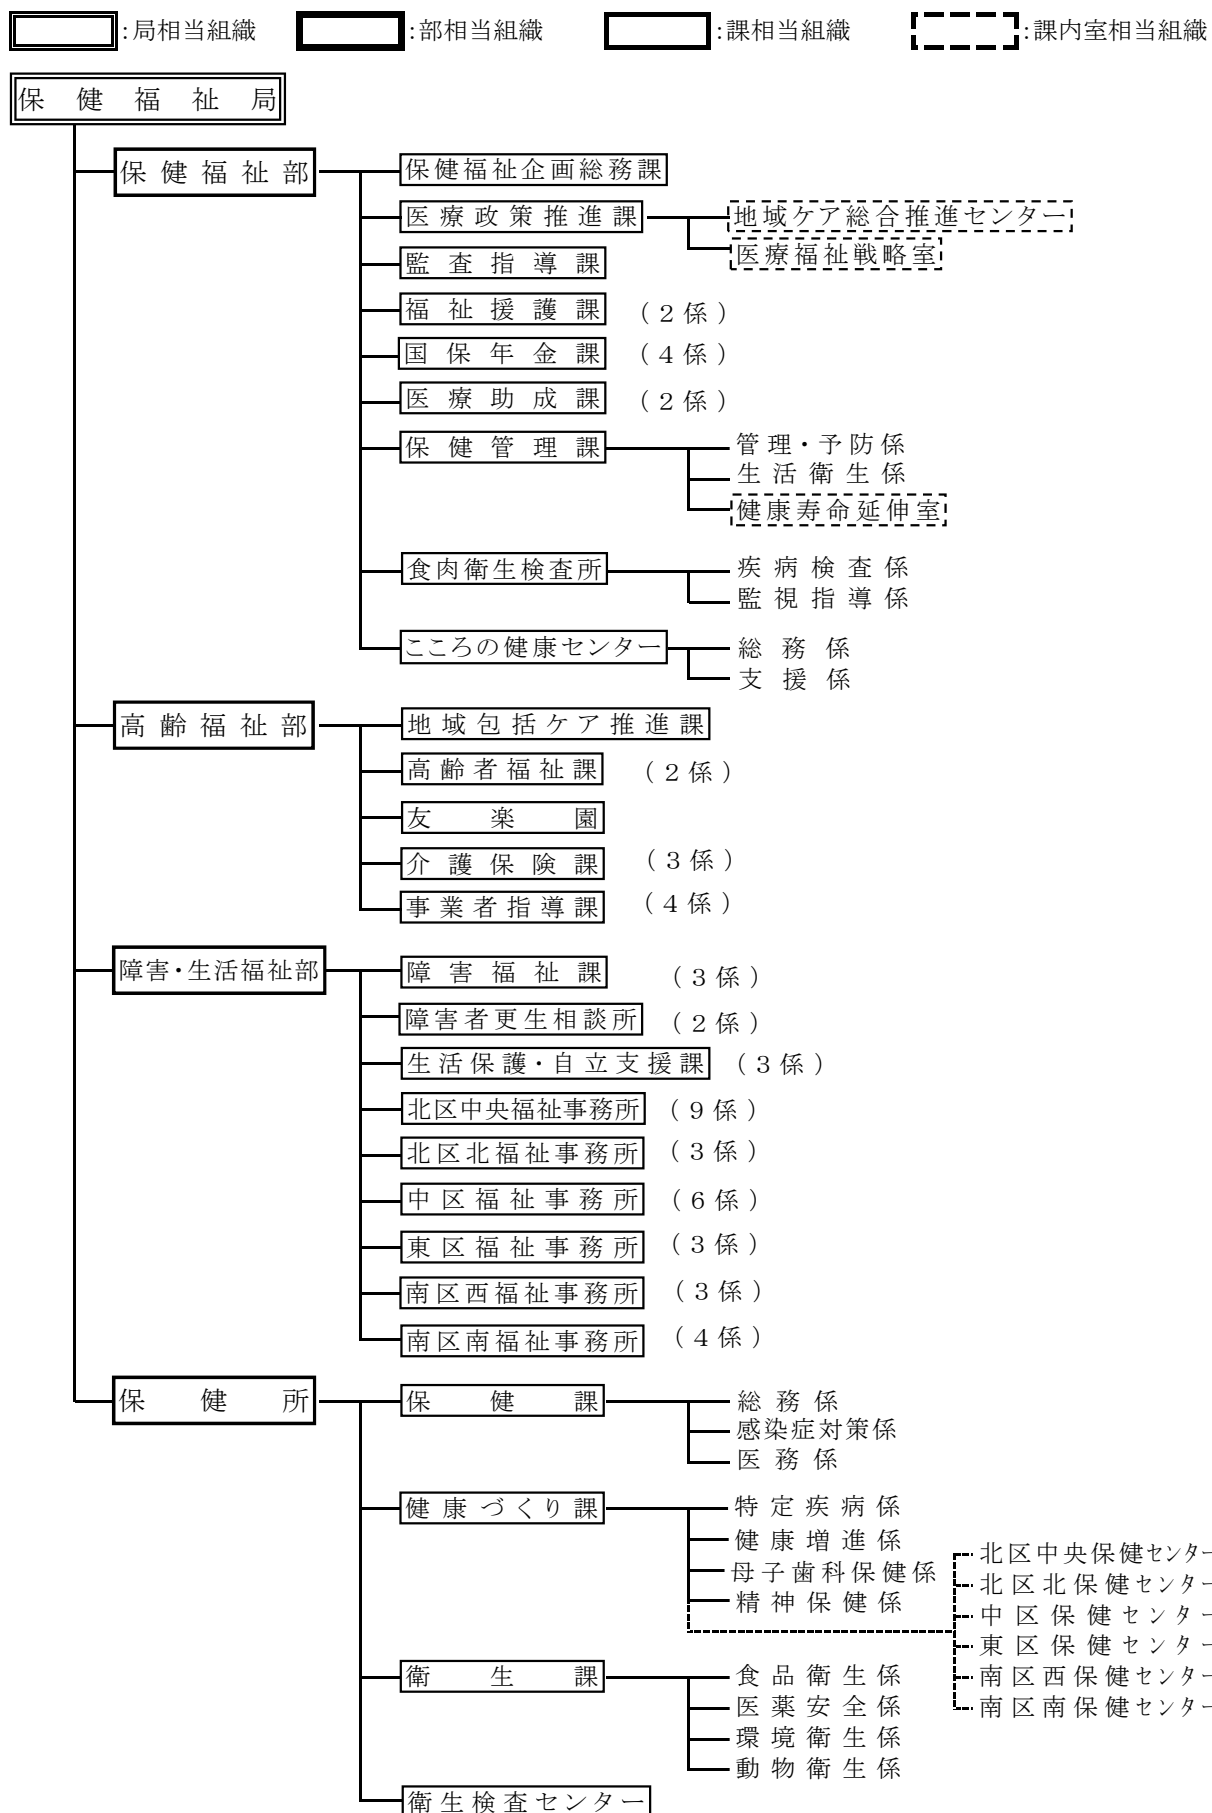 :局相当組織 :部相当組織 :課相当組織 :課内室相当組織
保健福祉局
保健福祉部
保健福祉企画総務課
医療政策推進課
地域ケア総合推進センター
医療福祉戦略室
監査指導課
福祉援護課 (2係)
国保年金課 (4係)
医療助成課 (2係)
保健管理課
管理・予防係
生活衛生係
健康寿命延伸室
食肉衛生検査所
疾病検査係
監視指導係
こころの健康センター
総務係
支援係
高齢福祉部
地域包括ケア推進課
高齢者福祉課 (2係)
友楽園
介護保険課 (3係)
事業者指導課 (4係)
障害・生活福祉部
障害福祉課 (3係)
障害者更生相談所 (2係)
生活保護・自立支援課 (3係)
北区中央福祉事務所 (9係)
北区北福祉事務所 (3係)
中区福祉事務所 (6係)
東区福祉事務所 (3係)
南区西福祉事務所 (3係)
南区南福祉事務所 (4係)
保健所
保健課
総務係
感染症対策係
医務係
健康づくり課
特定疾病係
健康増進係
母子歯科保健係
精神保健係
北区中央保健センター
北区北保健センター
中区保健センター
東区保健センター
南区西保健センター
南区南保健センター
衛生課
食品衛生係
医薬安全係
環境衛生係
動物衛生係
衛生検査センター